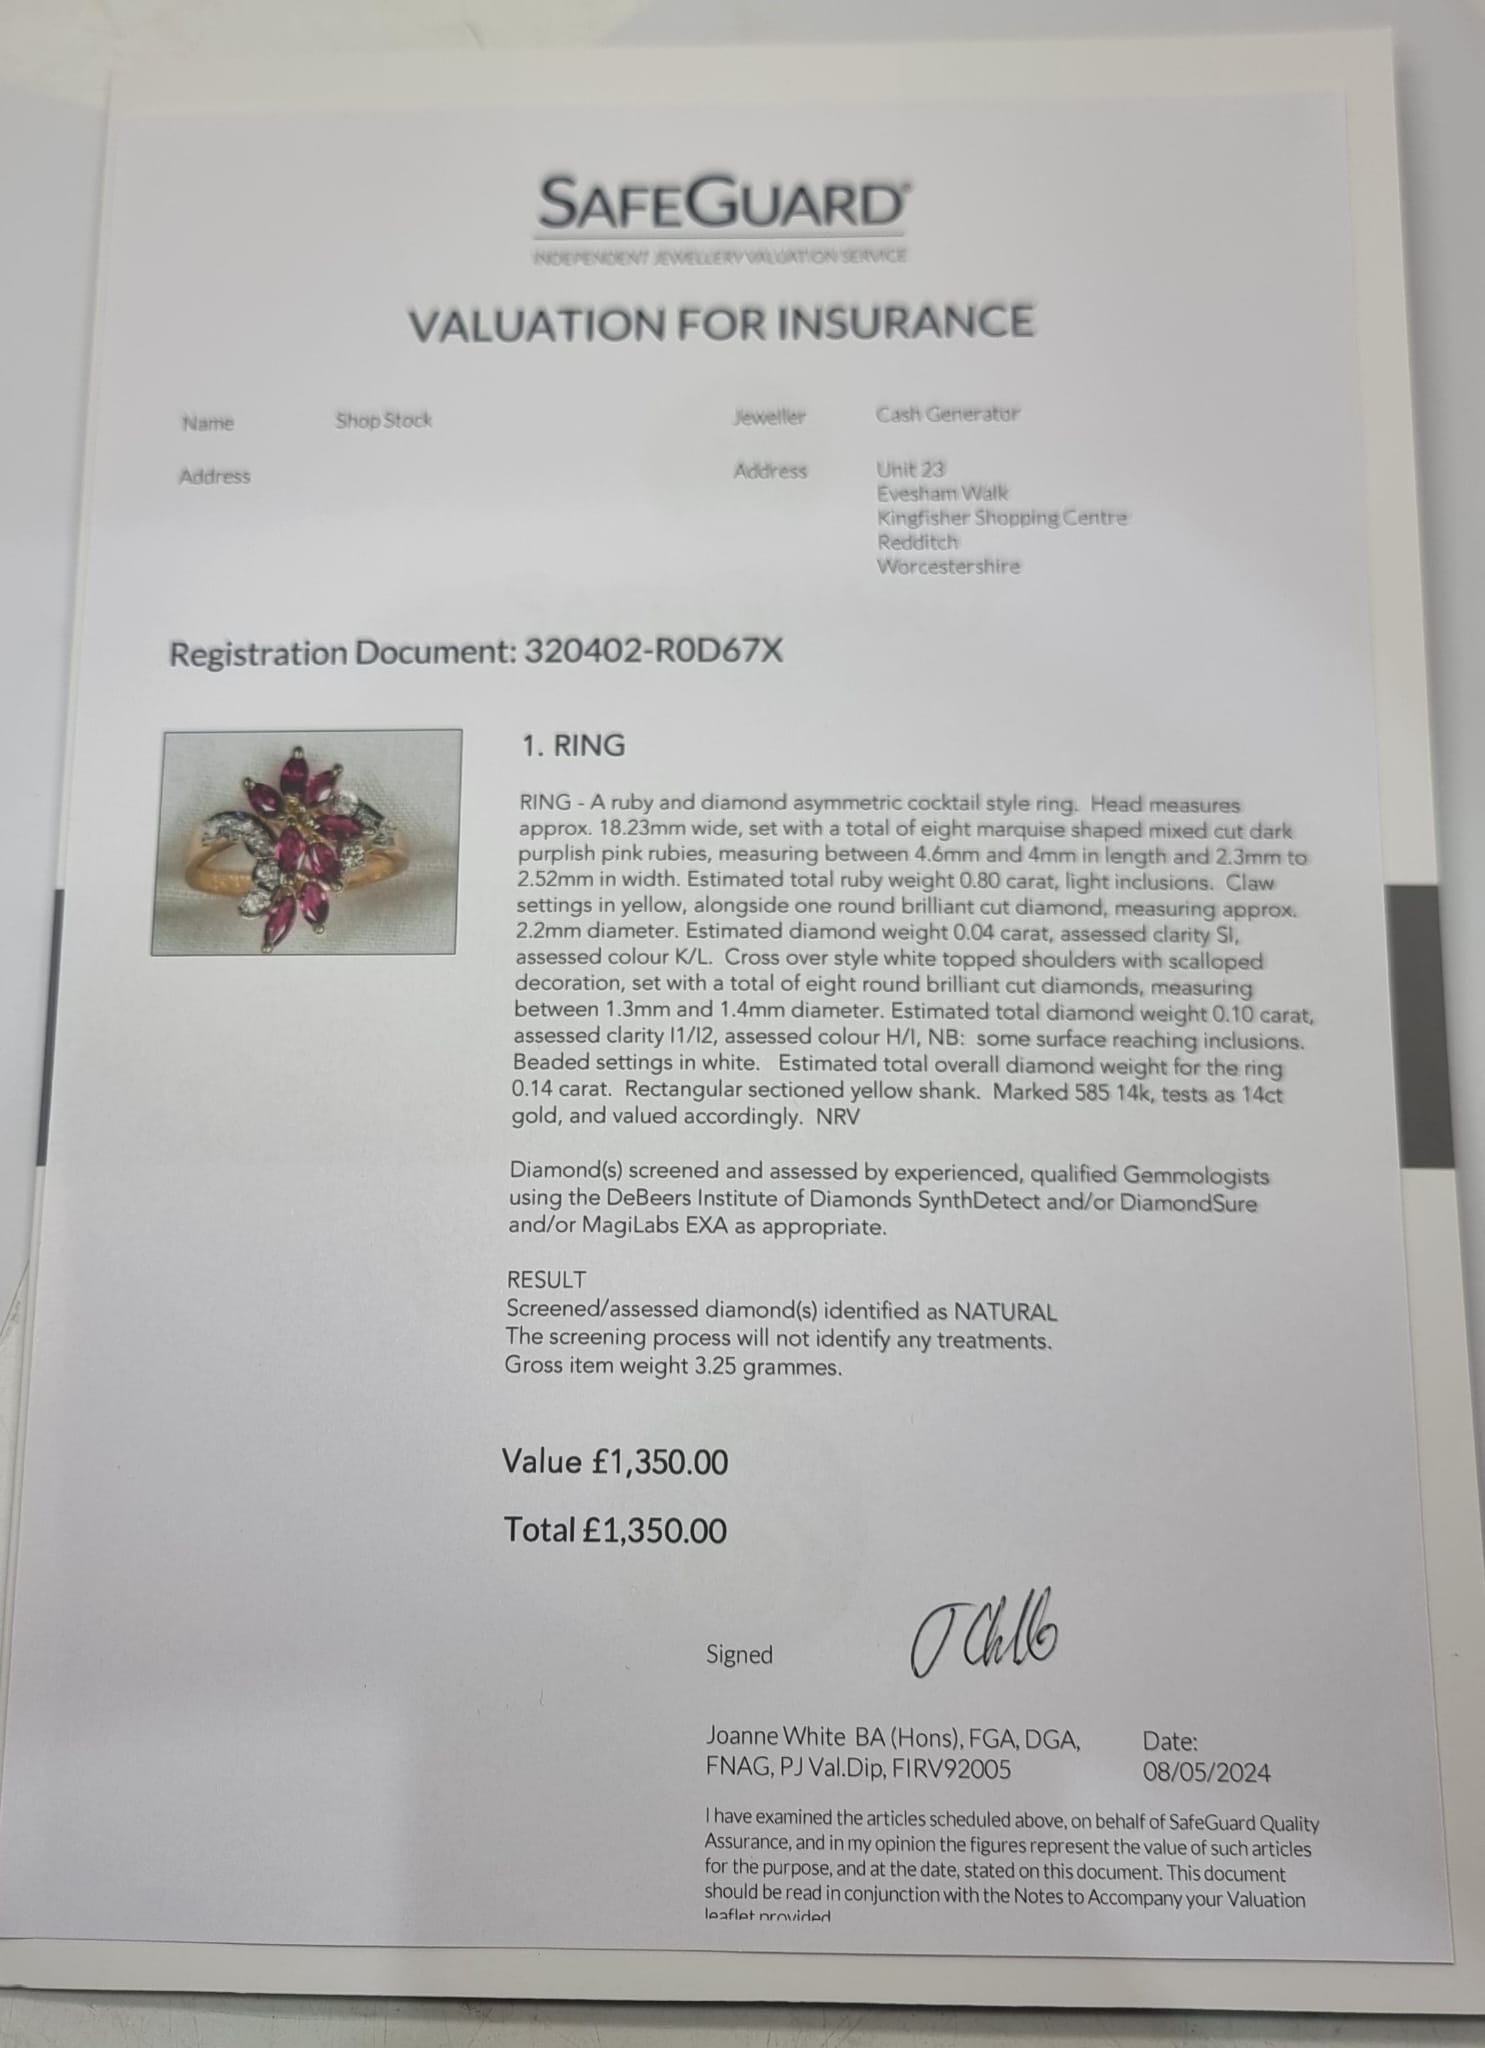 SAFEGUARD®
INDEPENDENT JEWELLERY VALUATION SERVICE
VALUATION FOR INSURANCE
Name Shop Stock
Address
Jeweller Cash Generator
Address Unit 23
Evesham Walk
Kingfisher Shopping Centre
Redditch
Worcestershire
Registration Document: 320402-R0D67X
1. RING
RING - A ruby and diamond asymmetric cocktail style ring. Head measures
approx. 18.23mm wide, set with a total of eight marquise shaped mixed cut dark
purplish pink rubies, measuring between 4.6mm and 4mm in length and 2.3mm to
2.52mm in width. Estimated total ruby weight 0.80 carat, light inclusions. Claw
settings in yellow, alongside one round brilliant cut diamond, measuring approx.
2.2mm diameter. Estimated diamond weight 0.04 carat, assessed clarity SI,
assessed colour K/L. Cross over style white topped shoulders with scalloped
decoration, set with a total of eight round brilliant cut diamonds, measuring
between 1.3mm and 1.4mm diameter. Estimated total diamond weight 0.10 carat,
assessed clarity I1/I2, assessed colour H/I, NB: some surface reaching inclusions.
Beaded settings in white. Estimated total overall diamond weight for the ring
0.14 carat. Rectangular sectioned yellow shank. Marked 585 14k, tests as 14ct
gold, and valued accordingly. NRV
Diamond(s) screened and assessed by experienced, qualified Gemmologists
using the DeBeers Institute of Diamonds SynthDetect and/or DiamondSure
and/or MagiLabs EXA as appropriate.
RESULT
Screened/assessed diamond(s) identified as NATURAL
The screening process will not identify any treatments.
Gross item weight 3.25 grammes.
Value £1,350.00
Total £1,350.00
Signed
Joanne White BA (Hons), FGA, DGA,
FNAG, PJ Val.Dip, FIRV92005
Date:
08/05/2024
I have examined the articles scheduled above, on behalf of SafeGuard Quality
Assurance, and in my opinion the figures represent the value of such articles
for the purpose, and at the date, stated on this document. This document
should be read in conjunction with the Notes to Accompany your Valuation
leaflet provided